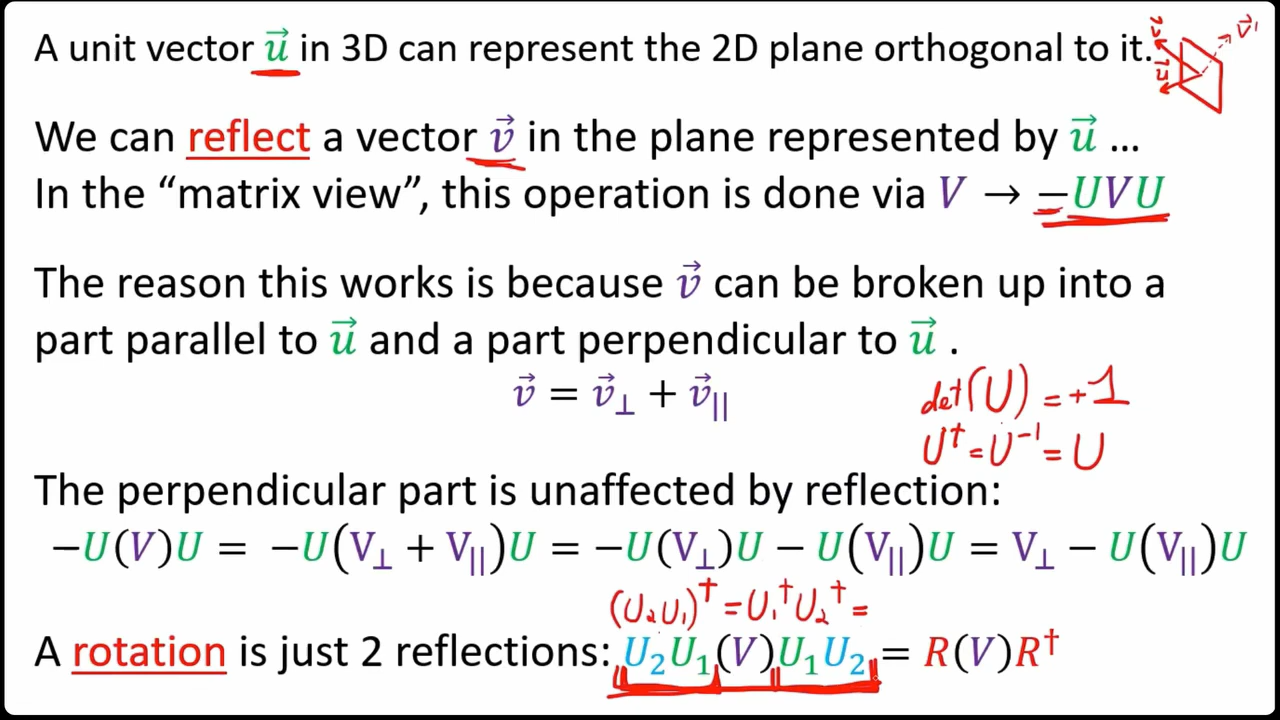 A unit vector u⃗ in 3D can represent the 2D plane orthogonal to it.
v⃗ v⃗'
u⃗
We can reflect a vector v⃗ in the plane represented by u⃗ ...
In the “matrix view”, this operation is done via V → −UVU
The reason this works is because v⃗ can be broken up into a
part parallel to u⃗ and a part perpendicular to u⃗ .
v⃗ = v⃗⊥ + v⃗||
det(U) = +1
U† = U⁻¹ = U
The perpendicular part is unaffected by reflection:
−U(V)U = −U(V⊥ + V||)U = −U(V⊥)U − U(V||)U = V⊥ − U(V||)U
(U₂U₁)† = U₁†U₂† =
A rotation is just 2 reflections: U₂U₁(V)U₁U₂ = R(V)R†